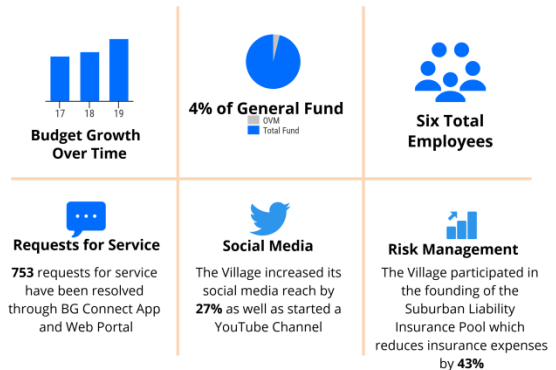 17 18 19
Budget Growth
Over Time
4% of General Fund
OVM
Total Fund
Six Total
Employees
Requests for Service
753 requests for service
have been resolved
through BG Connect App
and Web Portal
Social Media
The Village increased its
social media reach by
27% as well as started a
YouTube Channel
Risk Management
The Village participated in
the founding of the
Suburban Liability
Insurance Pool which
reduces insurance expenses
by 43%